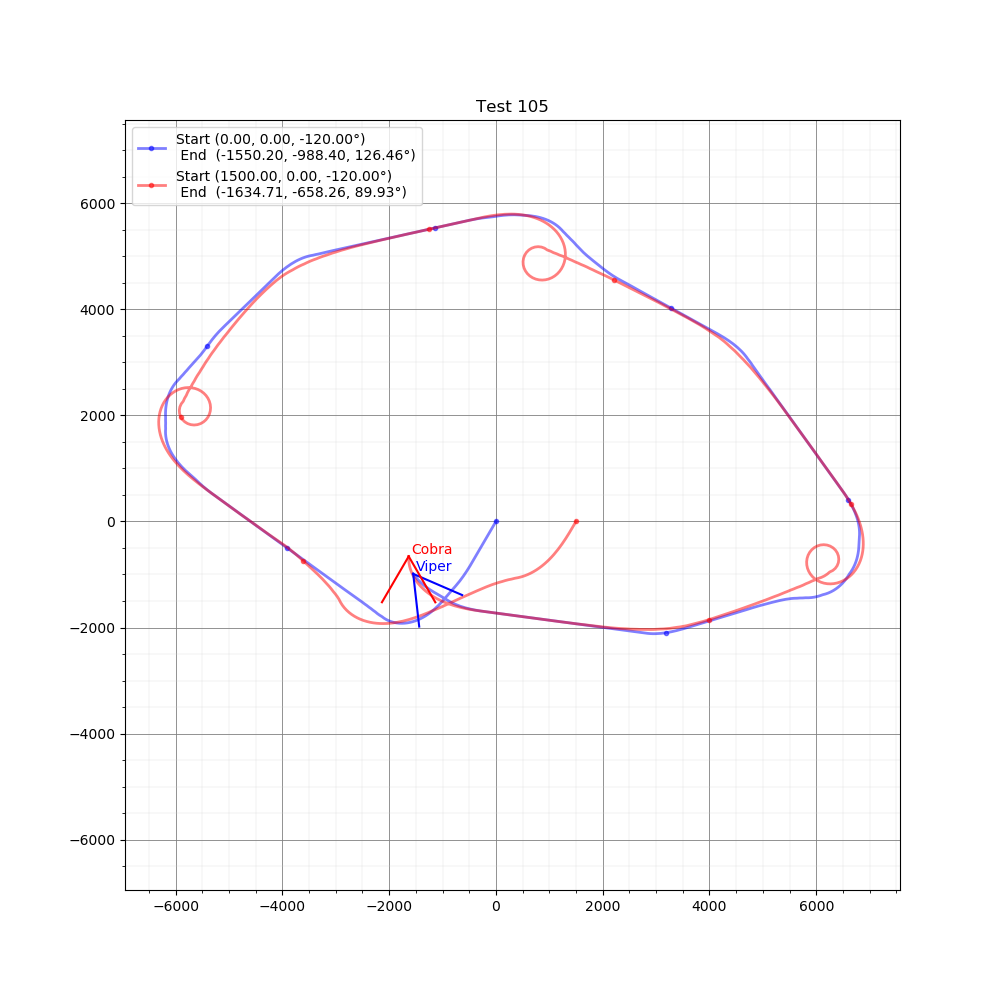 Test 105
Start (0.00, 0.00, -120.00°)
End (-1550.20, -988.40, 126.46°)
Start (1500.00, 0.00, -120.00°)
End (-1634.71, -658.26, 89.93°)
6000
4000
2000
0
−2000
−4000
−6000
Cobra
Viper
−6000 −4000 −2000 0 2000 4000 6000